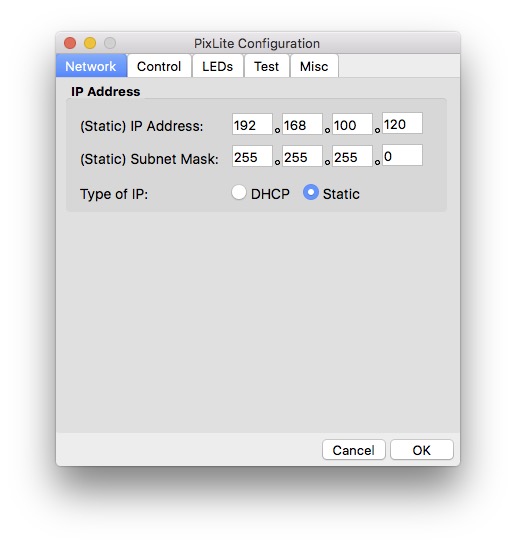 PixLite Configuration
Network Control LEDs Test Misc
IP Address
(Static) IP Address: 192 . 168 . 100 . 120
(Static) Subnet Mask: 255 . 255 . 255 . 0
Type of IP: DHCP Static
Cancel OK